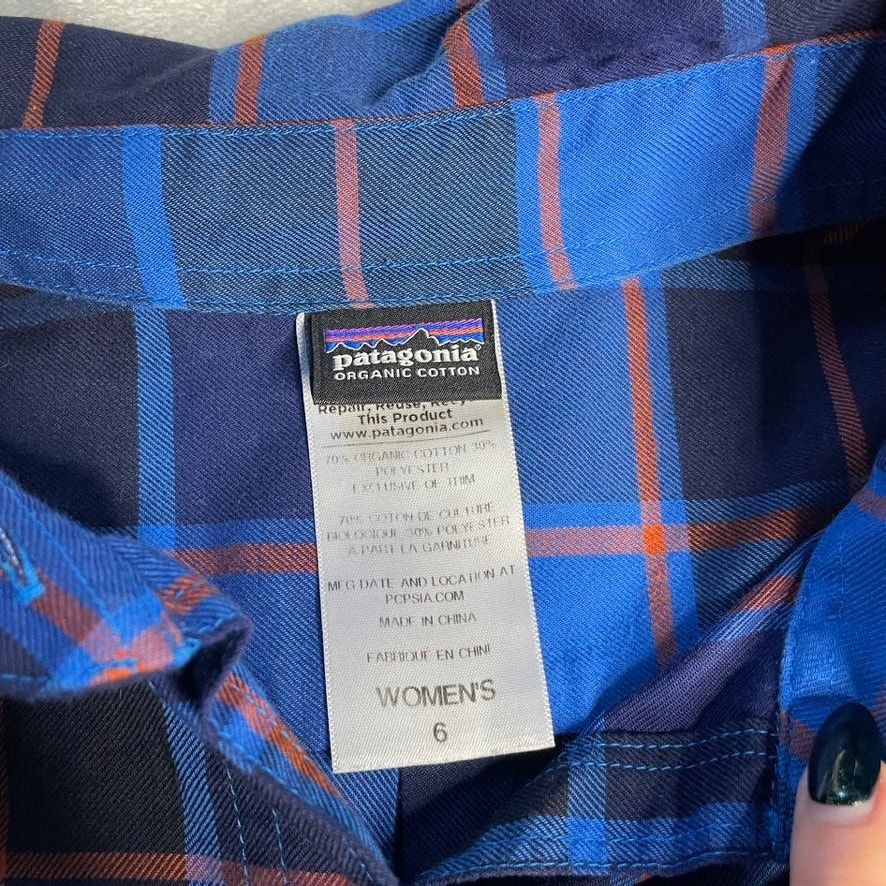 patagonia®
ORGANIC COTTON
Repair, Reuse, Recy
This Product
www.patagonia.com
70% ORGANIC COTTON 30%
POLYESTER
EXCLUSIVE OF TRIM
70% COTON DE CULTURE
BIOLOGIQUE 30% POLYESTER
A PART LA GARNITURE
MFG DATE AND LOCATION AT
PCPSIA.COM
MADE IN CHINA
FABRIQUE EN CHINE
WOMEN'S
6